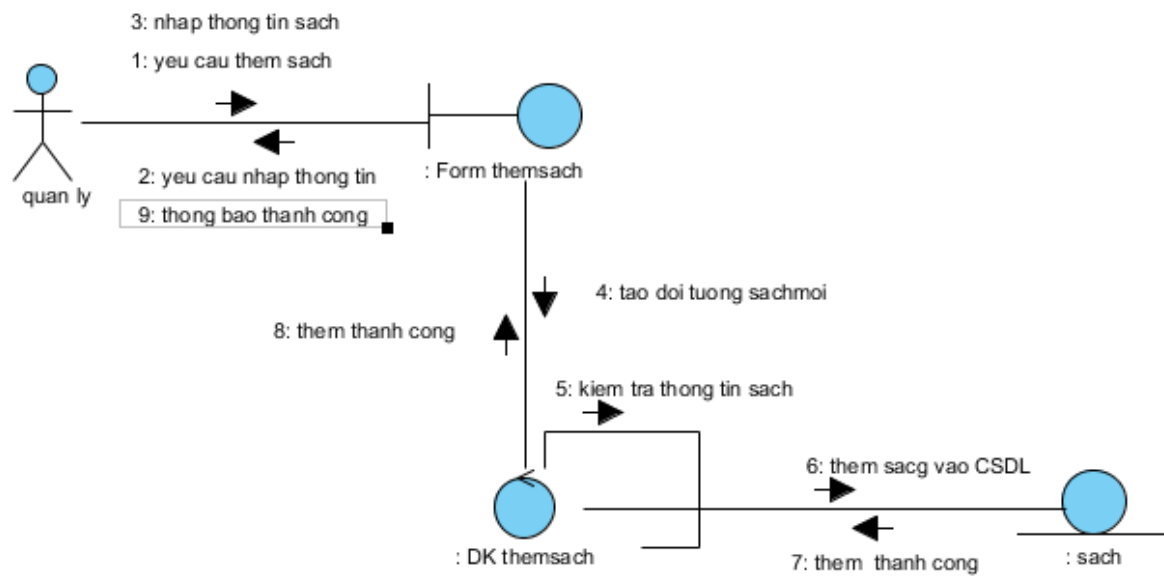 3: nhap thong tin sach
1: yeu cau them sach
: Form themsach
2: yeu cau nhap thong tin
quan ly
9: thong bao thanh cong
4: tao doi tuong sachmoi
8: them thanh cong
5: kiem tra thong tin sach
6: them sacg vao CSDL
: DK themsach
7: them thanh cong
: sach